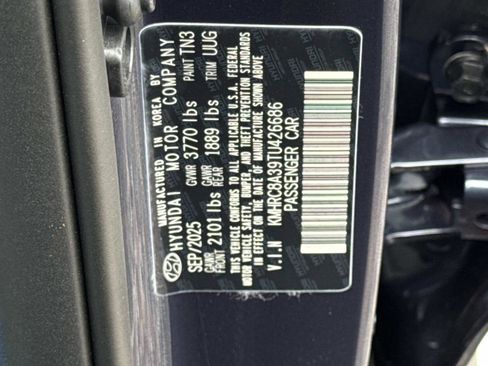 MANUFACTURED IN KOREA BY
HYUNDAI MOTOR COMPANY
SEP/2025 GVWR 3770 lbs PAINT TN3
GAWR FRONT 2101 lbs GAWR REAR 1889 lbs TRIM UUG
THIS VEHICLE CONFORMS TO ALL APPLICABLE U.S.A. FEDERAL
MOTOR VEHICLE SAFETY, BUMPER, AND THEFT PREVENTION STANDARDS
IN EFFECT ON THE DATE OF MANUFACTURE SHOWN ABOVE
V.I.N KMHRC8A39TU426686
PASSENGER CAR